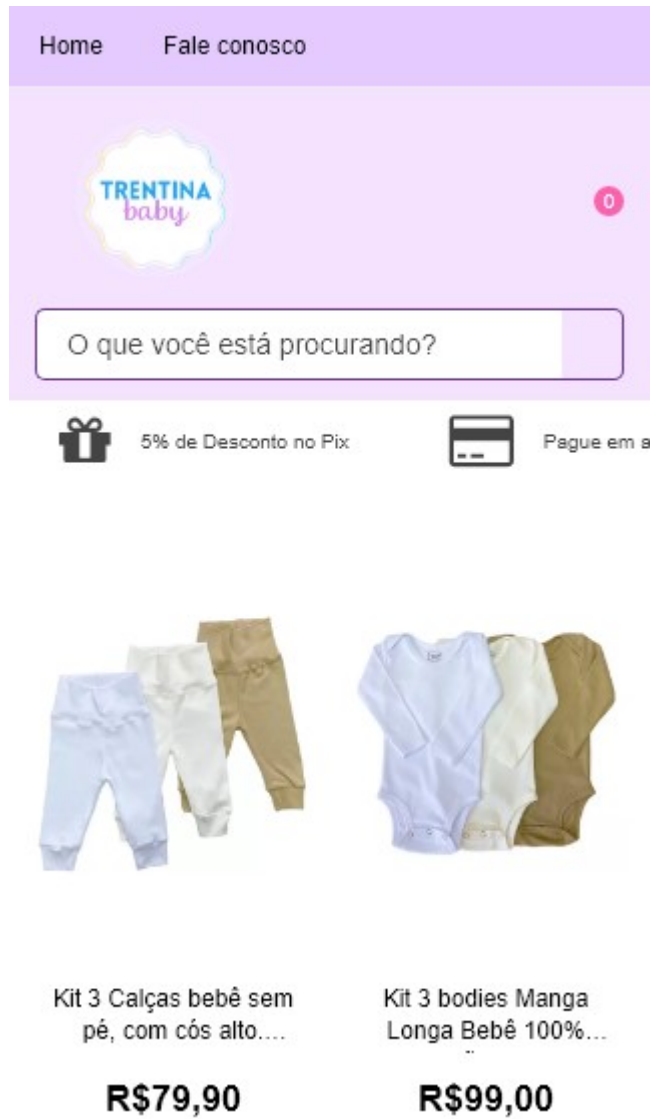 Home Fale conosco
TRENTINA
baby
0
O que você está procurando?
5% de Desconto no Pix
Pague em a
Kit 3 Calças bebê sem
pé, com cós alto....
Kit 3 bodies Manga
Longa Bebê 100%...
R$79,90
R$99,00